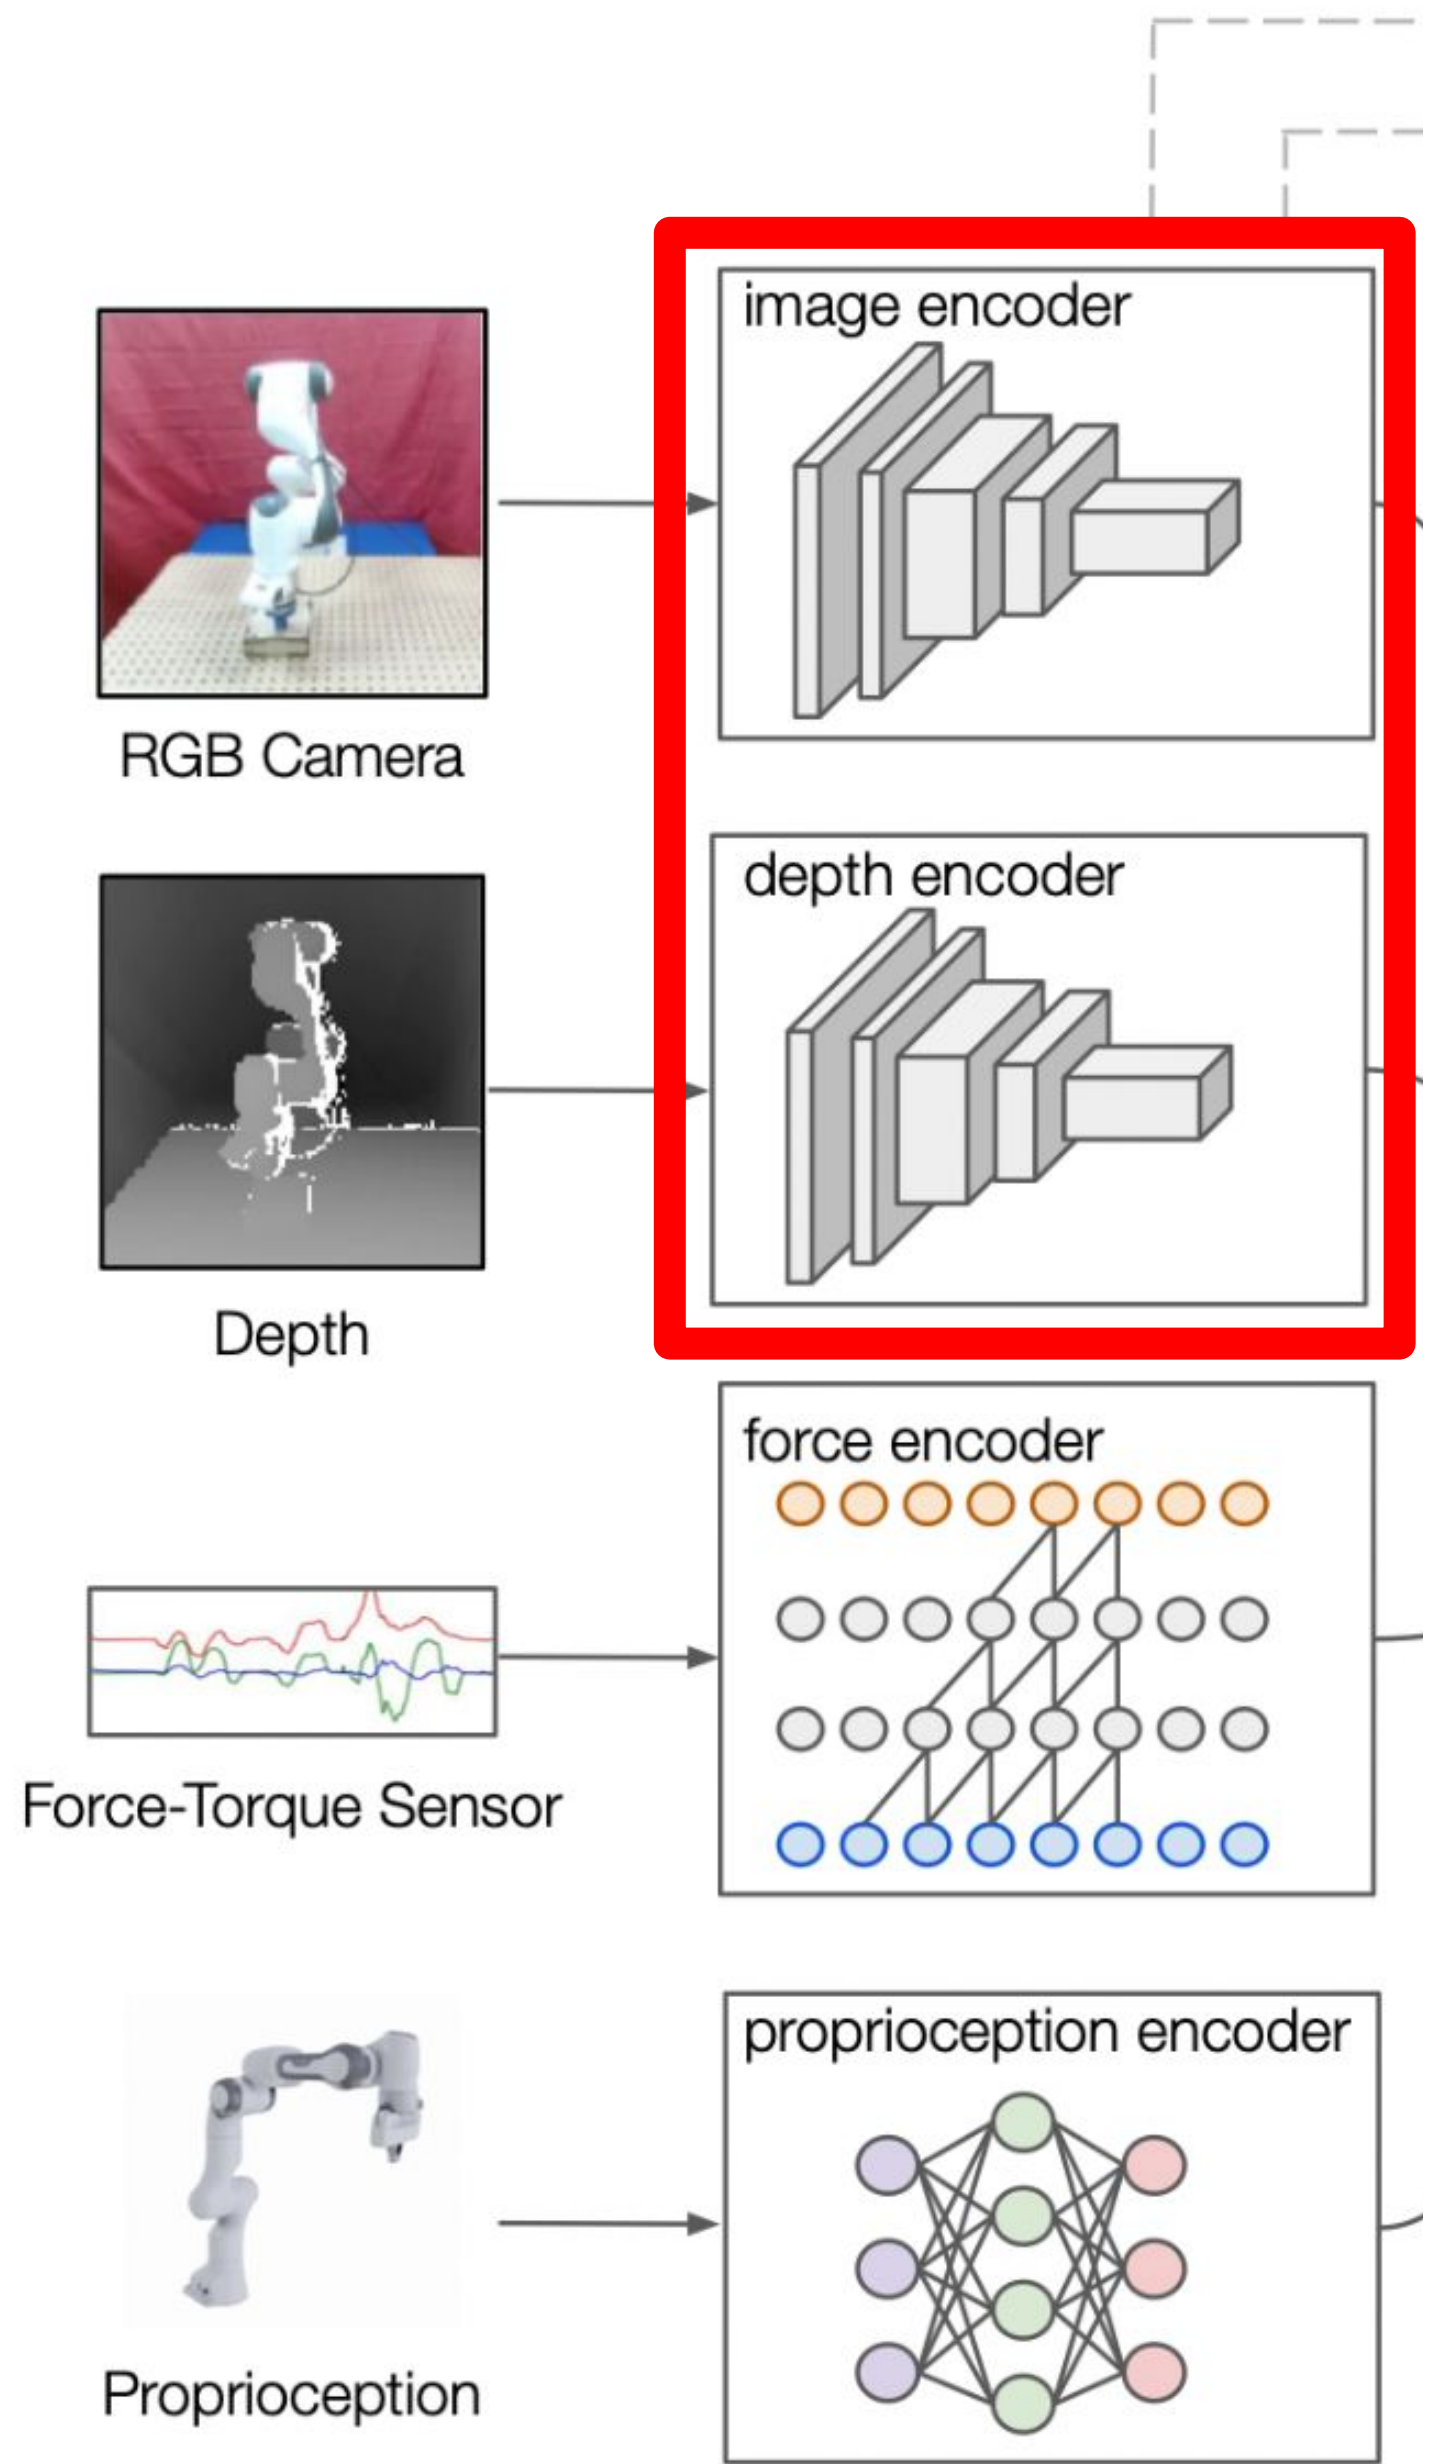 image encoder
RGB Camera
depth encoder
Depth
force encoder
Force-Torque Sensor
proprioception encoder
Proprioception